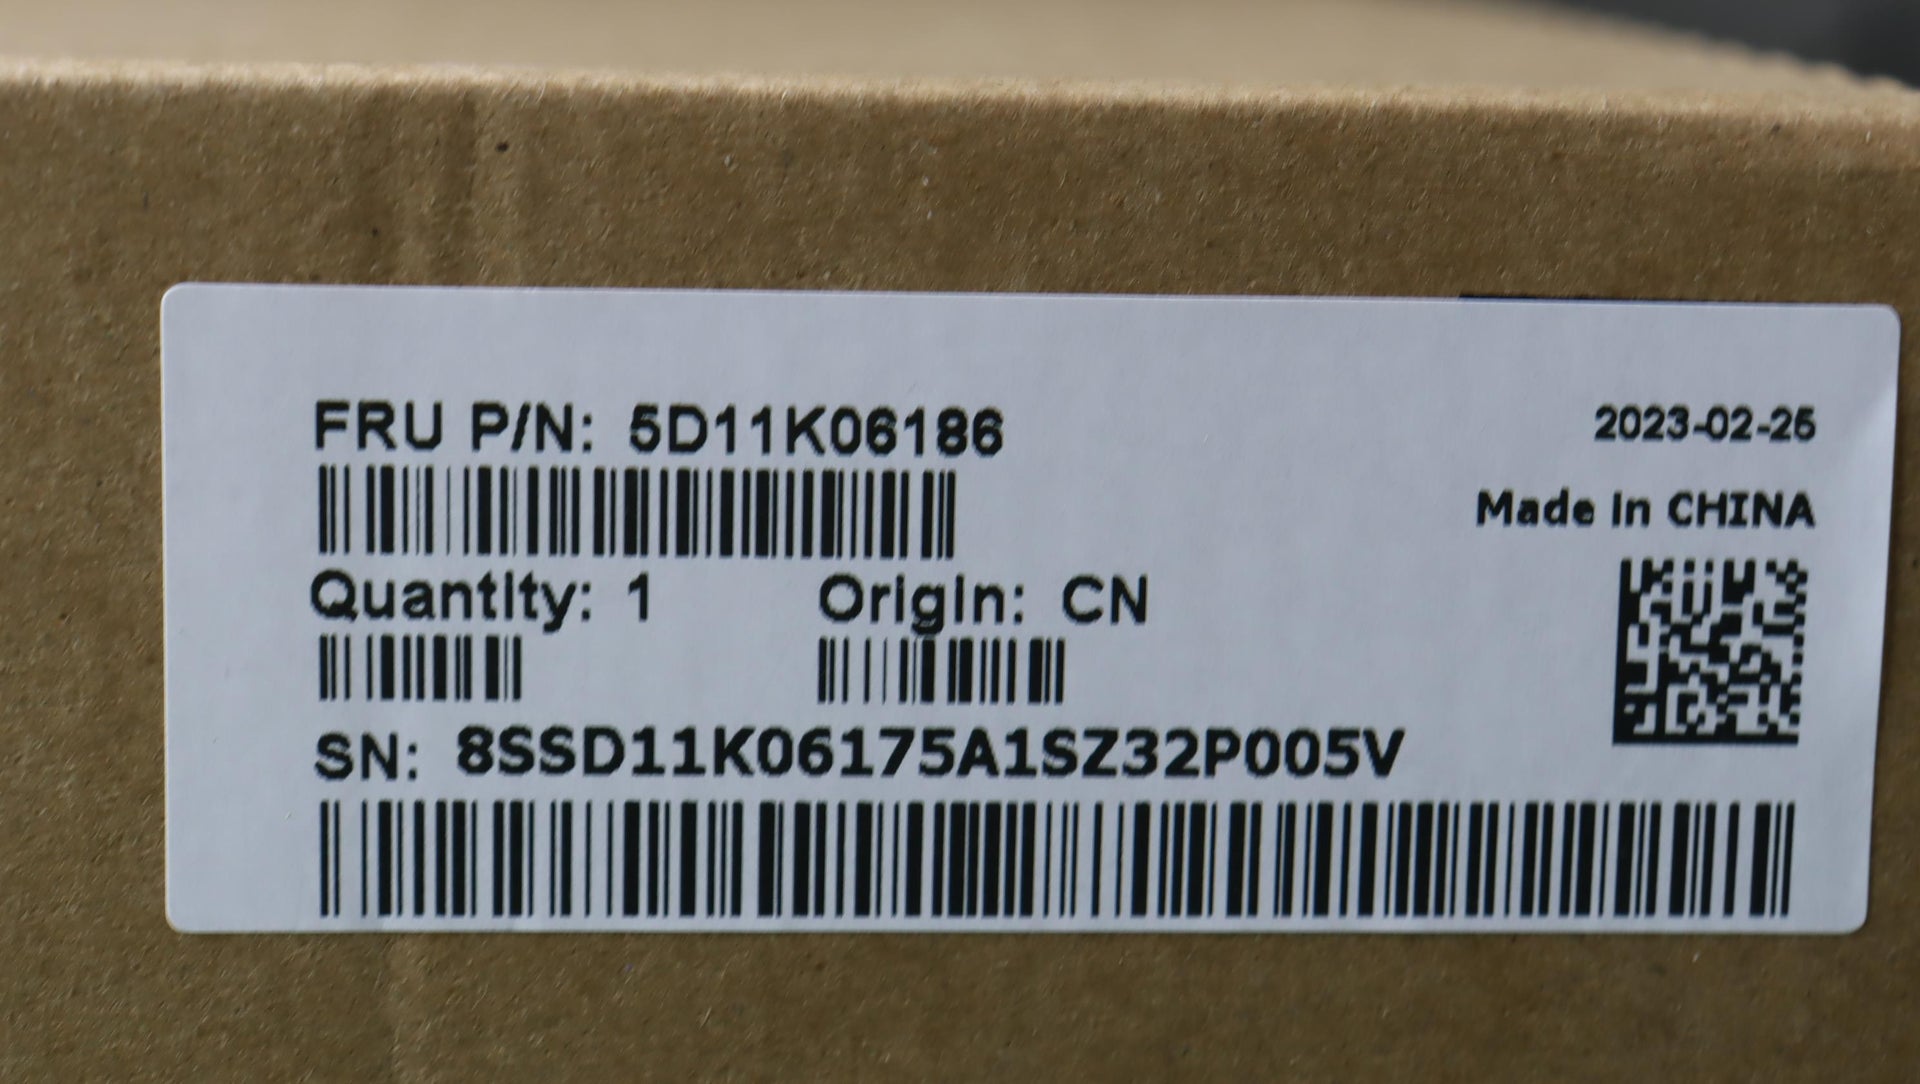 FRU P/N: 5D11K06186
2023-02-25
Made in CHINA
Quantity: 1 Origin: CN
SN: 8SSD11K06175A1SZ32P005V